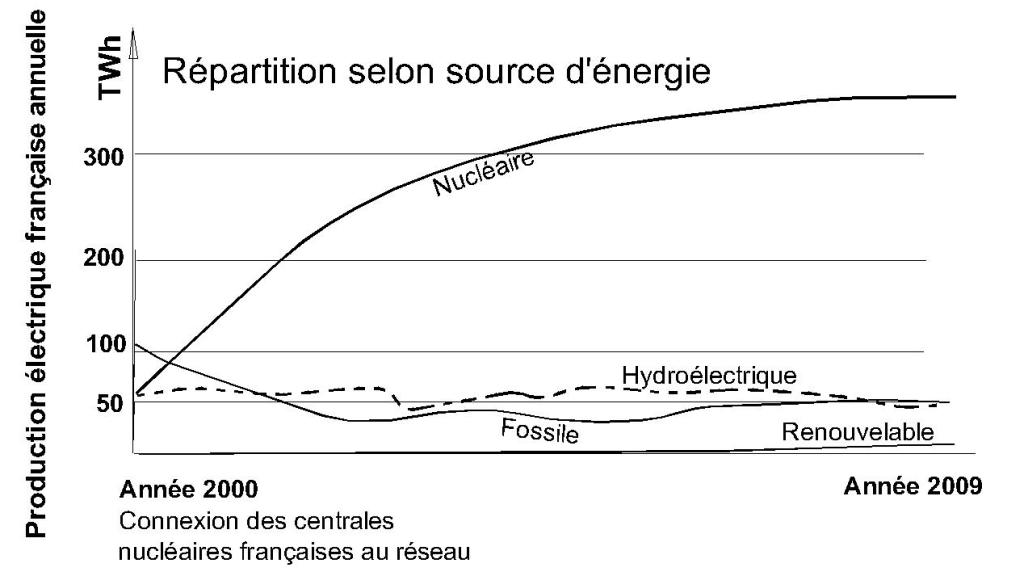 Production électrique française annuelle
TWh
Répartition selon source d'énergie
300
Nucléaire
200
100
Hydroélectrique
50
Fossile
Renouvelable
Année 2000
Année 2009
Connexion des centrales
nucléaires françaises au réseau